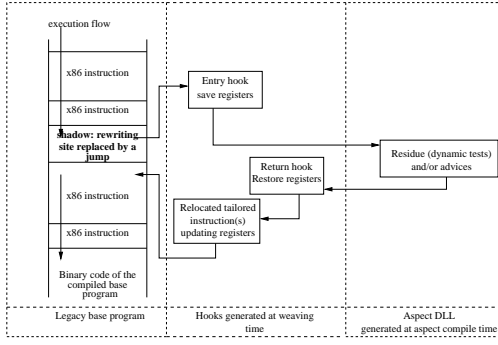 execution flow
x86 instruction
x86 instruction
shadow: rewriting
site replaced by a
jump
x86 instruction
x86 instruction
Binary code of the
compiled base
program
Entry hook
save registers
Residue (dynamic tests)
and/or advices
Return hook
Restore registers
Relocated tailored
instruction(s)
updating registers
Legacy base program
Hooks generated at weaving
time
Aspect DLL
generated at aspect compile time